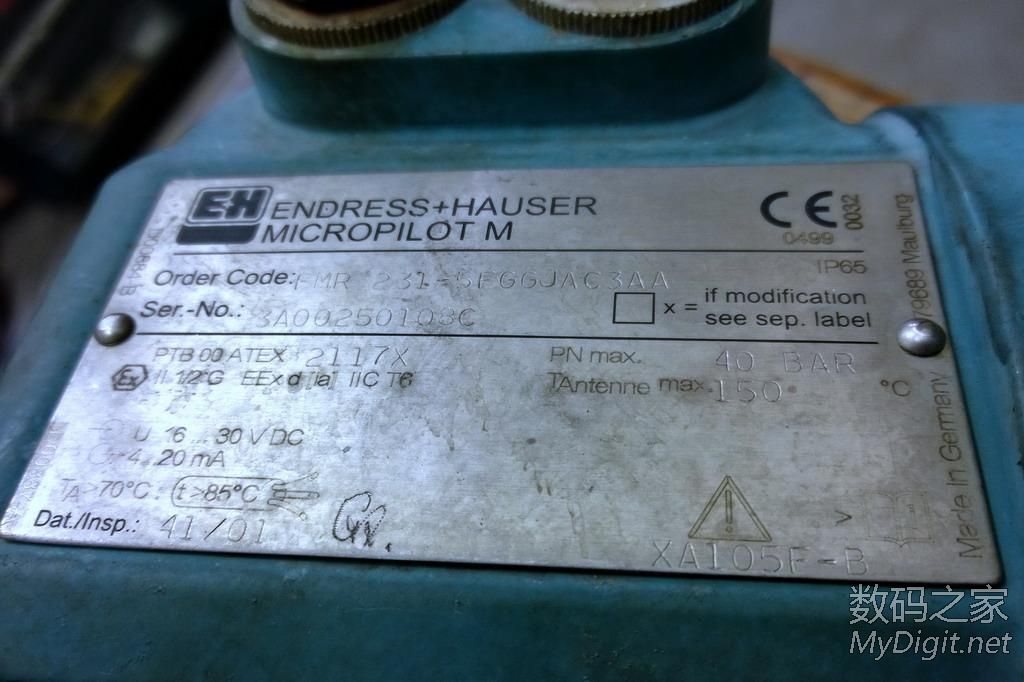 EH ENDRESS+HAUSER
MICROPILOT M
CE 0032
0499
IP65
Order Code: FMR 231-5FGGJAC3AA
Ser.-No.: 3A00250108C
x = if modification
see sep. label
PTB 00 ATEX 2117X
Ex II 1/2 G EEx d [ia] IIC T6
PN max. 40 BAR
TAntenne max. 150 °C
U 16 ... 30 V DC
4..20 mA
TA>70°C : t>85°C
Dat./Insp.: 41/01
! >
XA105F-B
79689 Maulburg
Made in Germany
数码之家
MyDigit.net